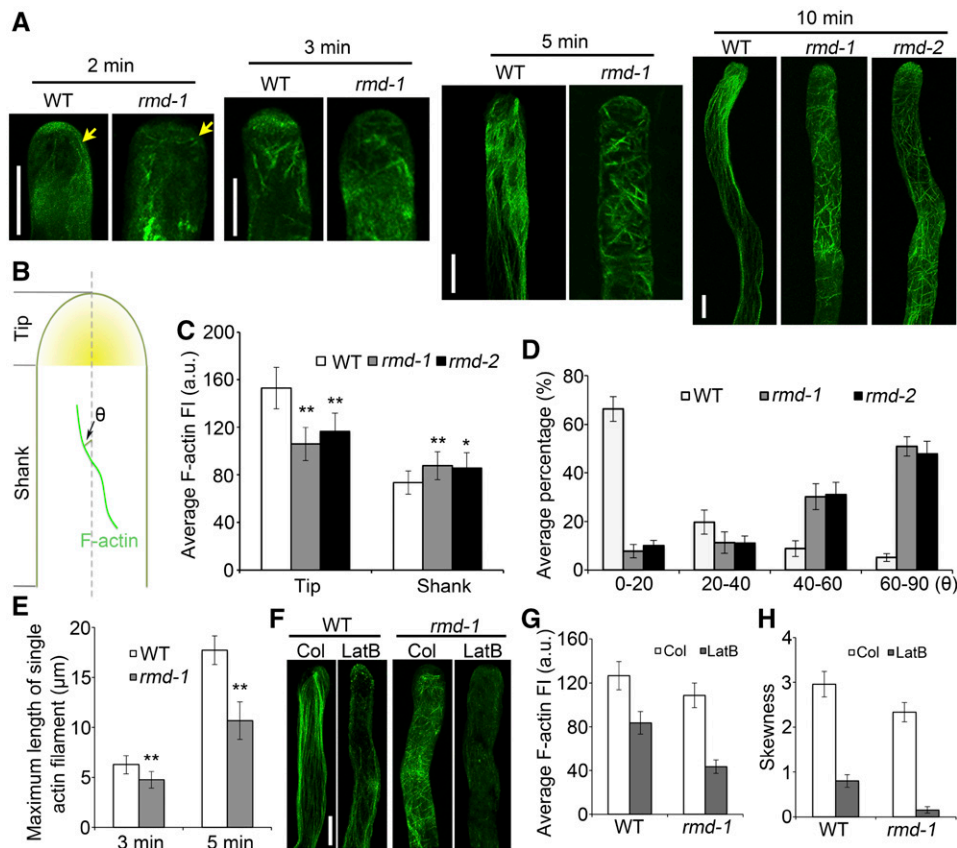 A
2 min
WT rmd-1
3 min
WT rmd-1
5 min
WT rmd-1
10 min
WT rmd-1 rmd-2
B
Tip
Shank
θ
F-actin
C
Average F-actin FI (a.u.)
200
160
120
80
40
0
WT rmd-1 rmd-2
** **
** *
Tip Shank
D
Average percentage (%)
80
60
40
20
0
WT rmd-1 rmd-2
0-20 20-40 40-60 60-90 (θ)
E
Maximum length of single
actin filament (μm)
20
15
10
5
0
WT
rmd-1
**
**
3 min 5 min
F
WT rmd-1
Col LatB Col LatB
G
Average F-actin FI (a.u.)
160
120
80
40
0
Col LatB
WT rmd-1
H
Skewness
4
3
2
1
0
Col LatB
WT rmd-1